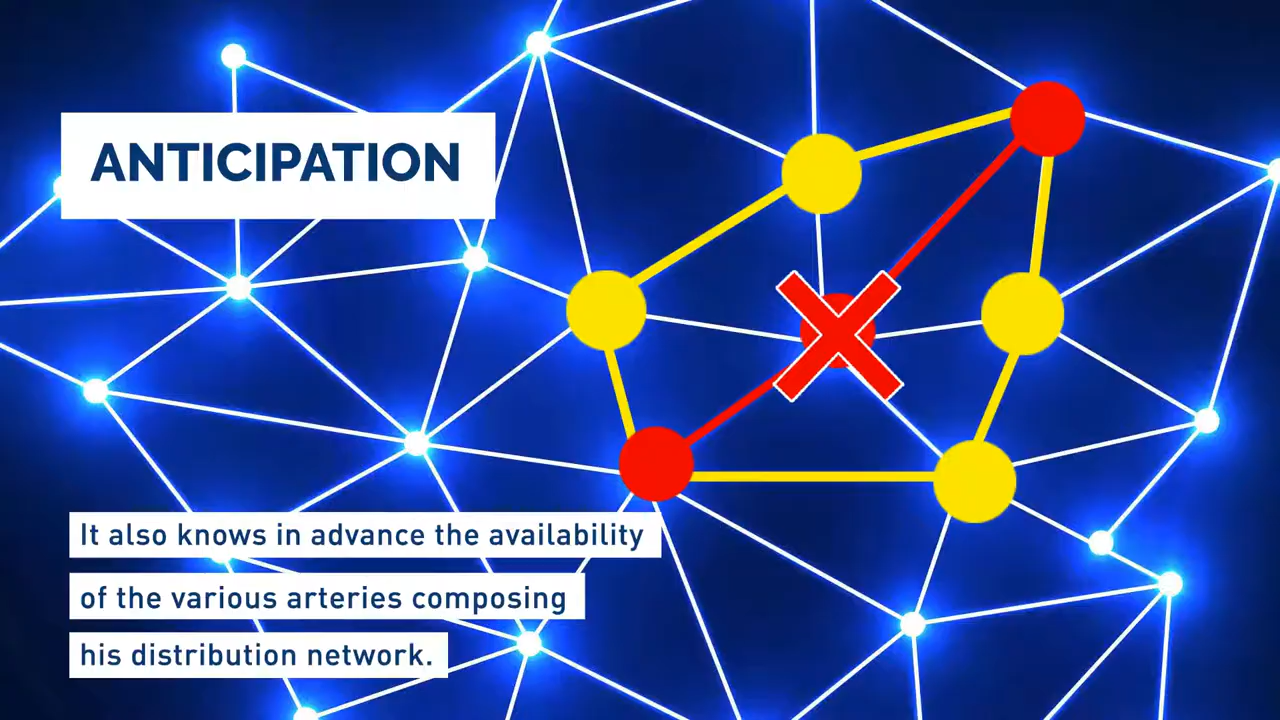 ANTICIPATION
It also knows in advance the availability
of the various arteries composing
his distribution network.